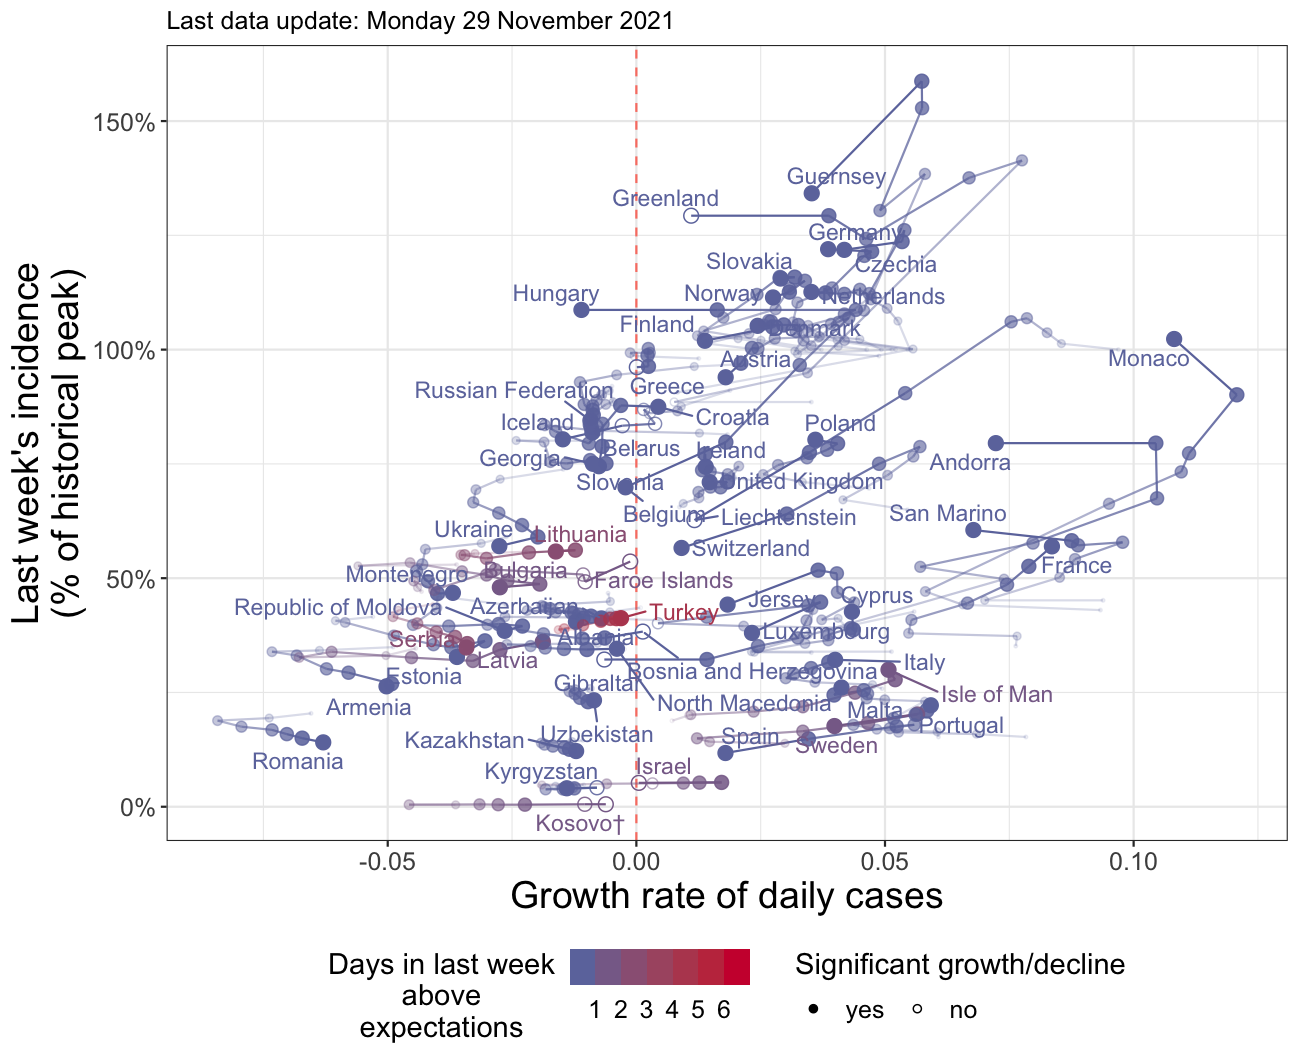 Last data update: Monday 29 November 2021
Last week's incidence
(% of historical peak)
150%
100%
50%
0%
Guernsey
Greenland
Germany
Slovakia
Czechia
Hungary
Norway
Netherlands
Finland
Denmark
Austria
Monaco
Russian Federation
Greece
Iceland
Croatia
Poland
Georgia
Belarus
Ireland
Andorra
Slovenia
United Kingdom
Belgium
Liechtenstein
San Marino
Ukraine
Lithuania
Switzerland
France
Montenegro
Bulgaria
Faroe Islands
Republic of Moldova
Azerbaijan
Turkey
Jersey
Cyprus
Serbia
Albania
Luxembourg
Latvia
Estonia
Bosnia and Herzegovina
Italy
Gibraltar
North Macedonia
Isle of Man
Armenia
Malta
Portugal
Romania
Kazakhstan
Uzbekistan
Spain
Sweden
Kyrgyzstan
Israel
Kosovo†
-0.05
0.00
0.05
0.10
Growth rate of daily cases
Days in last week
above
expectations
1 2 3 4 5 6
Significant growth/decline
yes
no